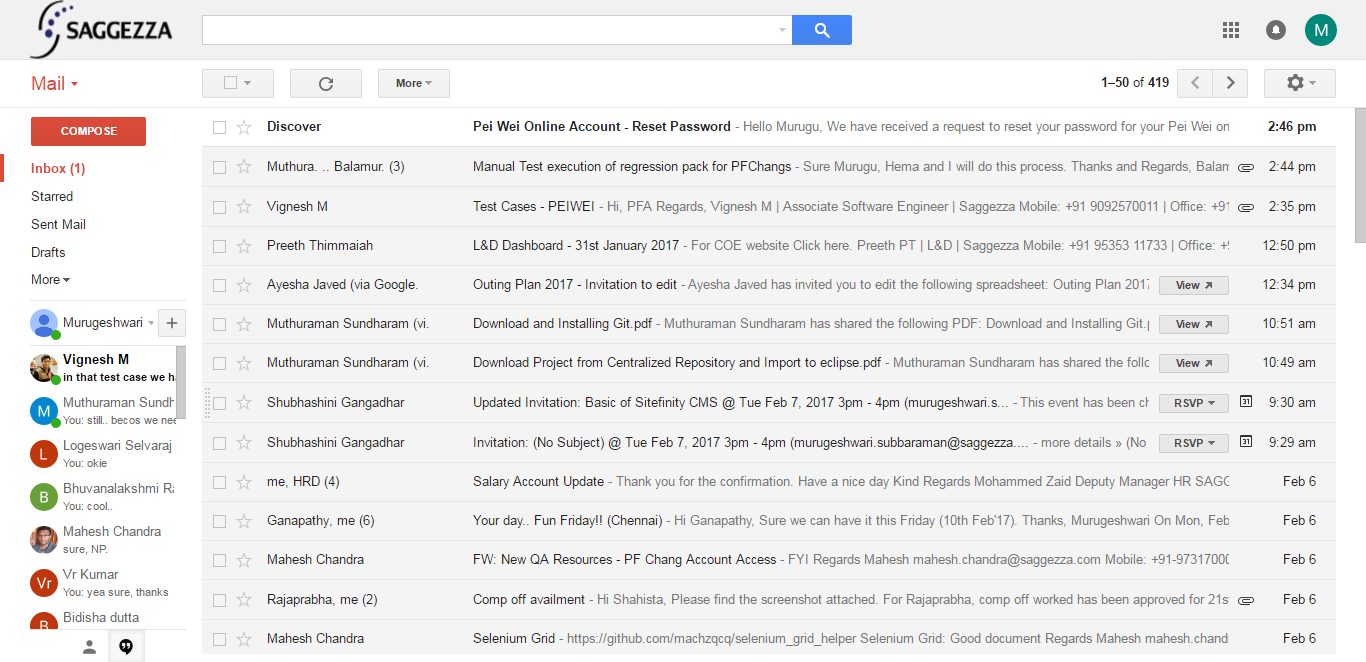 SAGGEZZA
M
Mail
More
1–50 of 419
COMPOSE
Inbox (1)
Starred
Sent Mail
Drafts
More
Murugeshwari
Vignesh M
in that test case we ha
Muthuraman Sundh
You: still.. becos we nee
Logeswari Selvaraj
You: okie
Bhuvanalakshmi Ra
You: cool..
Mahesh Chandra
sure, NP.
Vr Kumar
You: yea sure, thanks
Bidisha dutta
M
L
B
Vr
B
Discover Pei Wei Online Account - Reset Password - Hello Murugu, We have received a request to reset your password for your Pei Wei on 2:46 pm
Muthura. .. Balamur. (3) Manual Test execution of regression pack for PFChangs - Sure Murugu, Hema and I will do this process. Thanks and Regards, Balam 2:44 pm
Vignesh M Test Cases - PEIWEI - Hi, PFA Regards, Vignesh M | Associate Software Engineer | Saggezza Mobile: +91 9092570011 | Office: +91 2:35 pm
Preeth Thimmaiah L&D Dashboard - 31st January 2017 - For COE website Click here. Preeth PT | L&D | Saggezza Mobile: +91 95353 11733 | Office: +9 12:50 pm
Ayesha Javed (via Google. Outing Plan 2017 - Invitation to edit - Ayesha Javed has invited you to edit the following spreadsheet: Outing Plan 2017 View 12:34 pm
Muthuraman Sundharam (vi. Download and Installing Git.pdf - Muthuraman Sundharam has shared the following PDF: Download and Installing Git.p View 10:51 am
Muthuraman Sundharam (vi. Download Project from Centralized Repository and Import to eclipse.pdf - Muthuraman Sundharam has shared the follo View 10:49 am
Shubhashini Gangadhar Updated Invitation: Basic of Sitefinity CMS @ Tue Feb 7, 2017 3pm - 4pm (murugeshwari.s... - This event has been ch RSVP 31 9:30 am
Shubhashini Gangadhar Invitation: (No Subject) @ Tue Feb 7, 2017 3pm - 4pm (murugeshwari.subbaraman@saggezza.... - more details » (No RSVP 31 9:29 am
me, HRD (4) Salary Account Update - Thank you for the confirmation. Have a nice day Kind Regards Mohammed Zaid Deputy Manager HR SAGG Feb 6
Ganapathy, me (6) Your day.. Fun Friday!! (Chennai) - Hi Ganapathy, Sure we can have it this Friday (10th Feb'17). Thanks, Murugeshwari On Mon, Feb Feb 6
Mahesh Chandra FW: New QA Resources - PF Chang Account Access - FYI Regards Mahesh mahesh.chandra@saggezza.com Mobile: +91-97317000 Feb 6
Rajaprabha, me (2) Comp off availment - Hi Shahista, Please find the screenshot attached. For Rajaprabha, comp off worked has been approved for 21st Feb 6
Mahesh Chandra Selenium Grid - https://github.com/machzqcq/selenium_grid_helper Selenium Grid: Good document Regards Mahesh mahesh.chand Feb 6